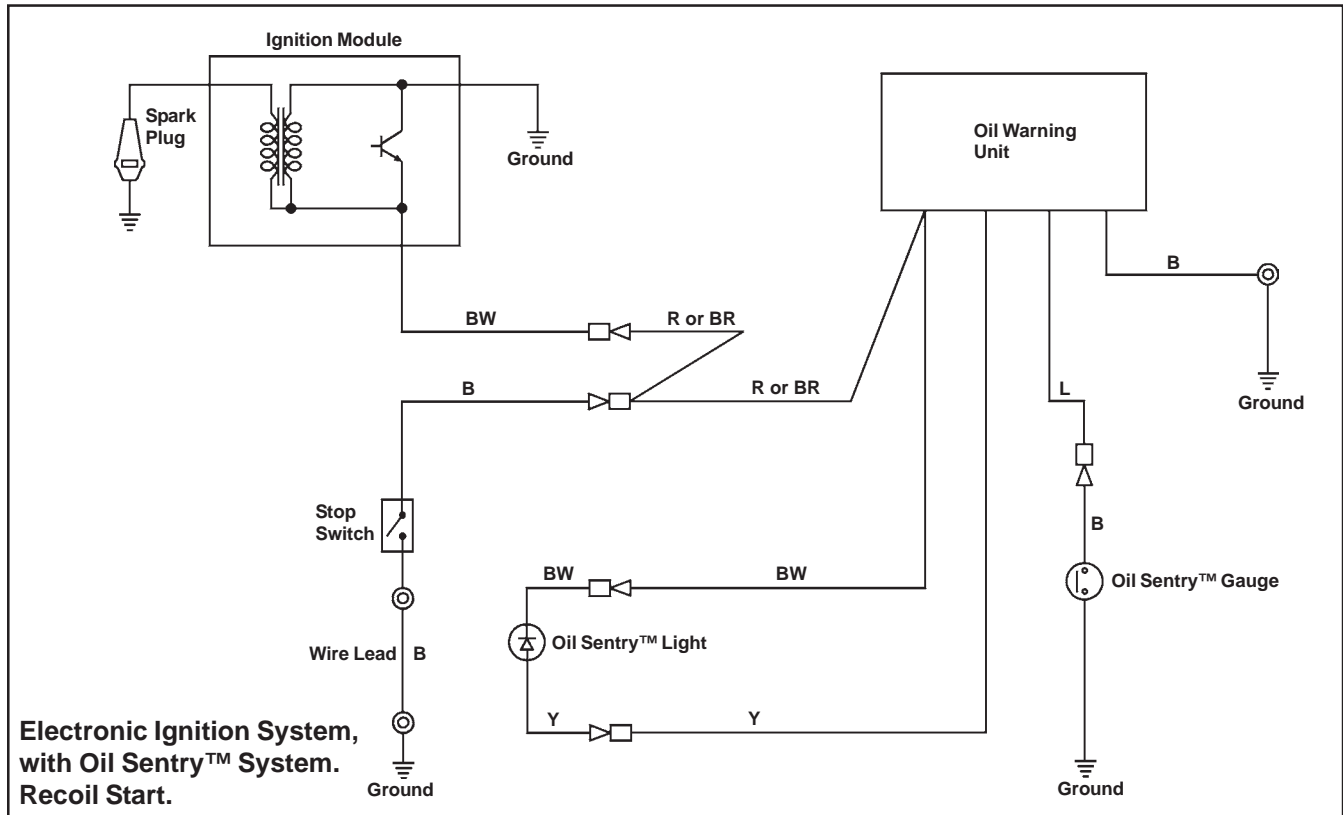 Ignition Module
Spark
Plug
Ground
Oil Warning
Unit
B
Ground
BW
R or BR
B
R or BR
L
B
Stop
Switch
BW
BW
Oil Sentry™ Gauge
Oil Sentry™ Light
Wire Lead
B
Y
Y
Ground
Ground
Electronic Ignition System,
with Oil Sentry™ System.
Recoil Start.